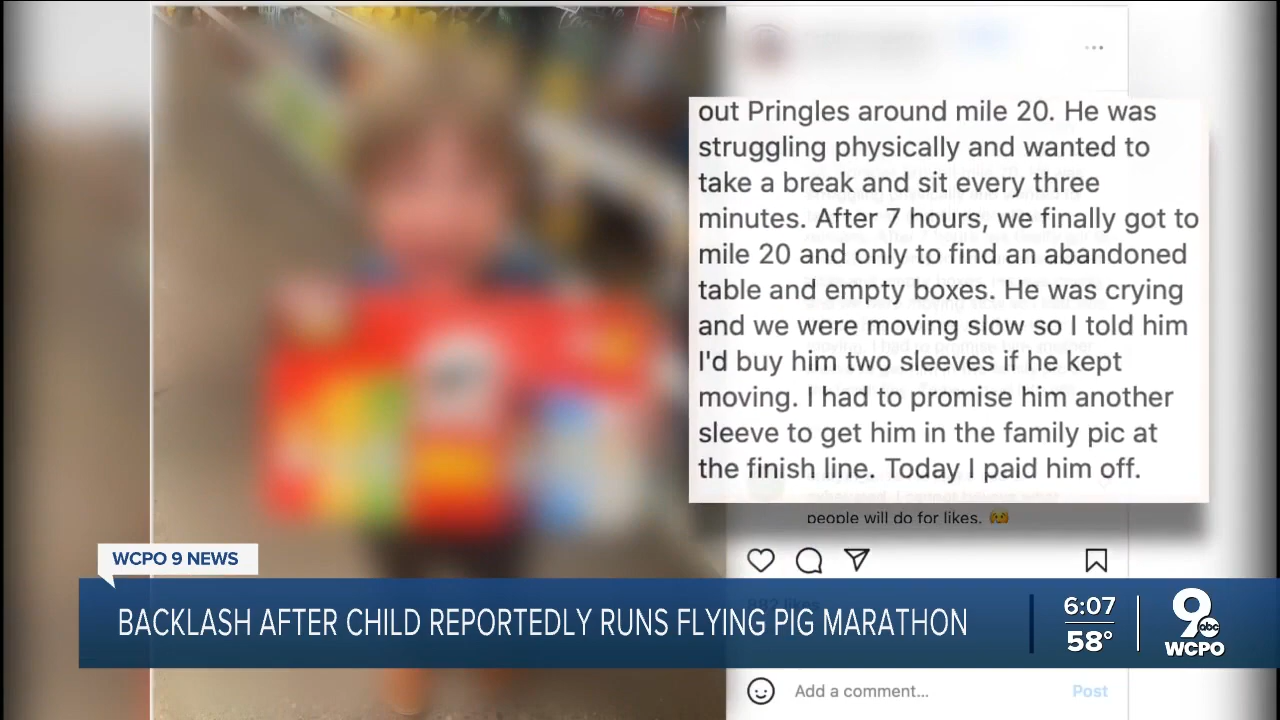 out Pringles around mile 20. He was
struggling physically and wanted to
take a break and sit every three
minutes. After 7 hours, we finally got to
mile 20 and only to find an abandoned
table and empty boxes. He was crying
and we were moving slow so I told him
I'd buy him two sleeves if he kept
moving. I had to promise him another
sleeve to get him in the family pic at
the finish line. Today I paid him off.
people will do for likes.
WCPO 9 NEWS
BACKLASH AFTER CHILD REPORTEDLY RUNS FLYING PIG MARATHON
6:07
58°
9 abc
WCPO
Add a comment...
Post